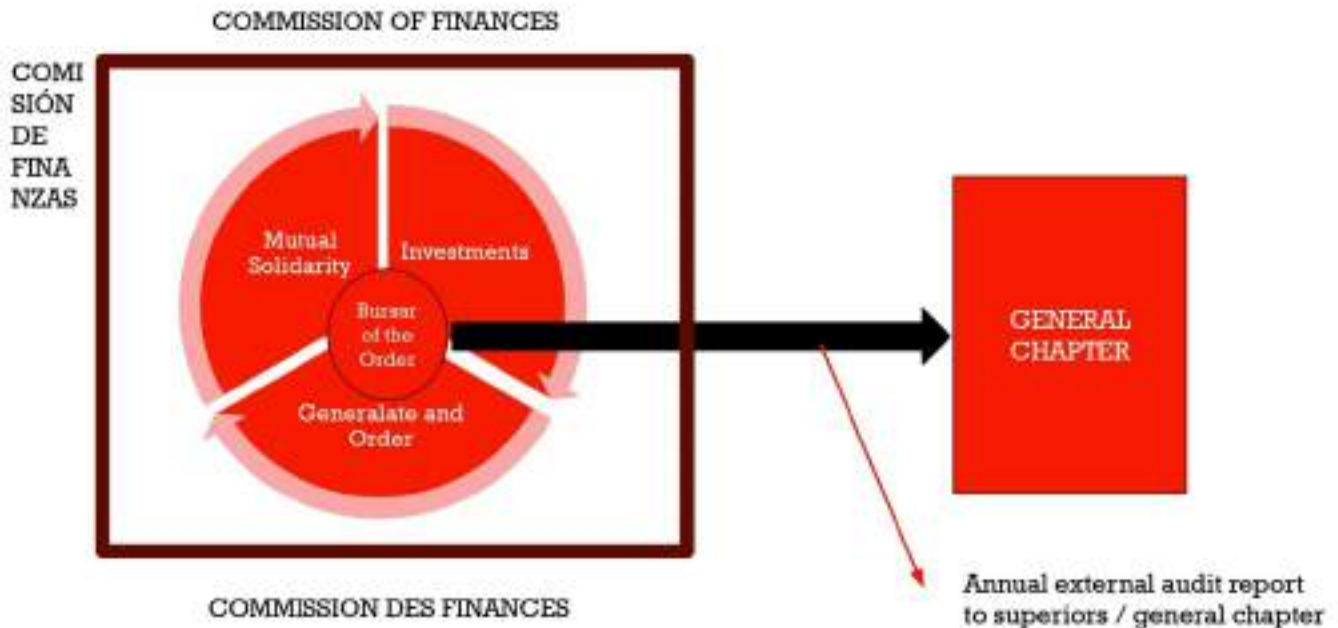 COMMISSION OF FINANCES
COMI
SIÓN
DE
FINA
NZAS
Mutual
Solidarity
Investments
Bursar
of the
Order
Generalate and
Order
GENERAL
CHAPTER
COMMISSION DES FINANCES
Annual external audit report
to superiors / general chapter